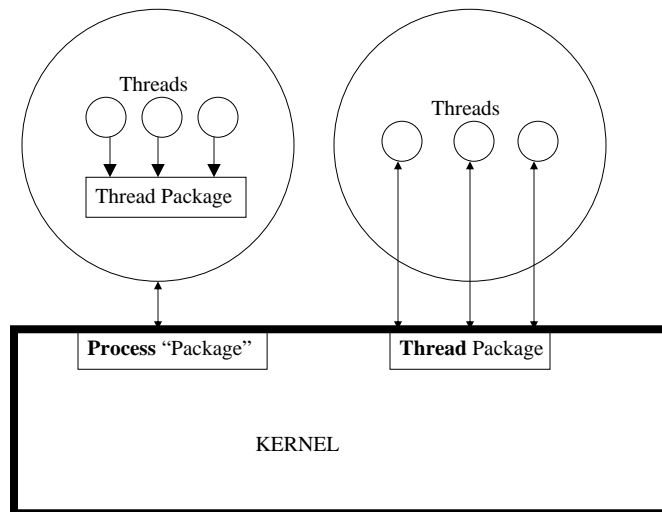 Threads
Thread Package
Threads
Process “Package”
Thread Package
KERNEL